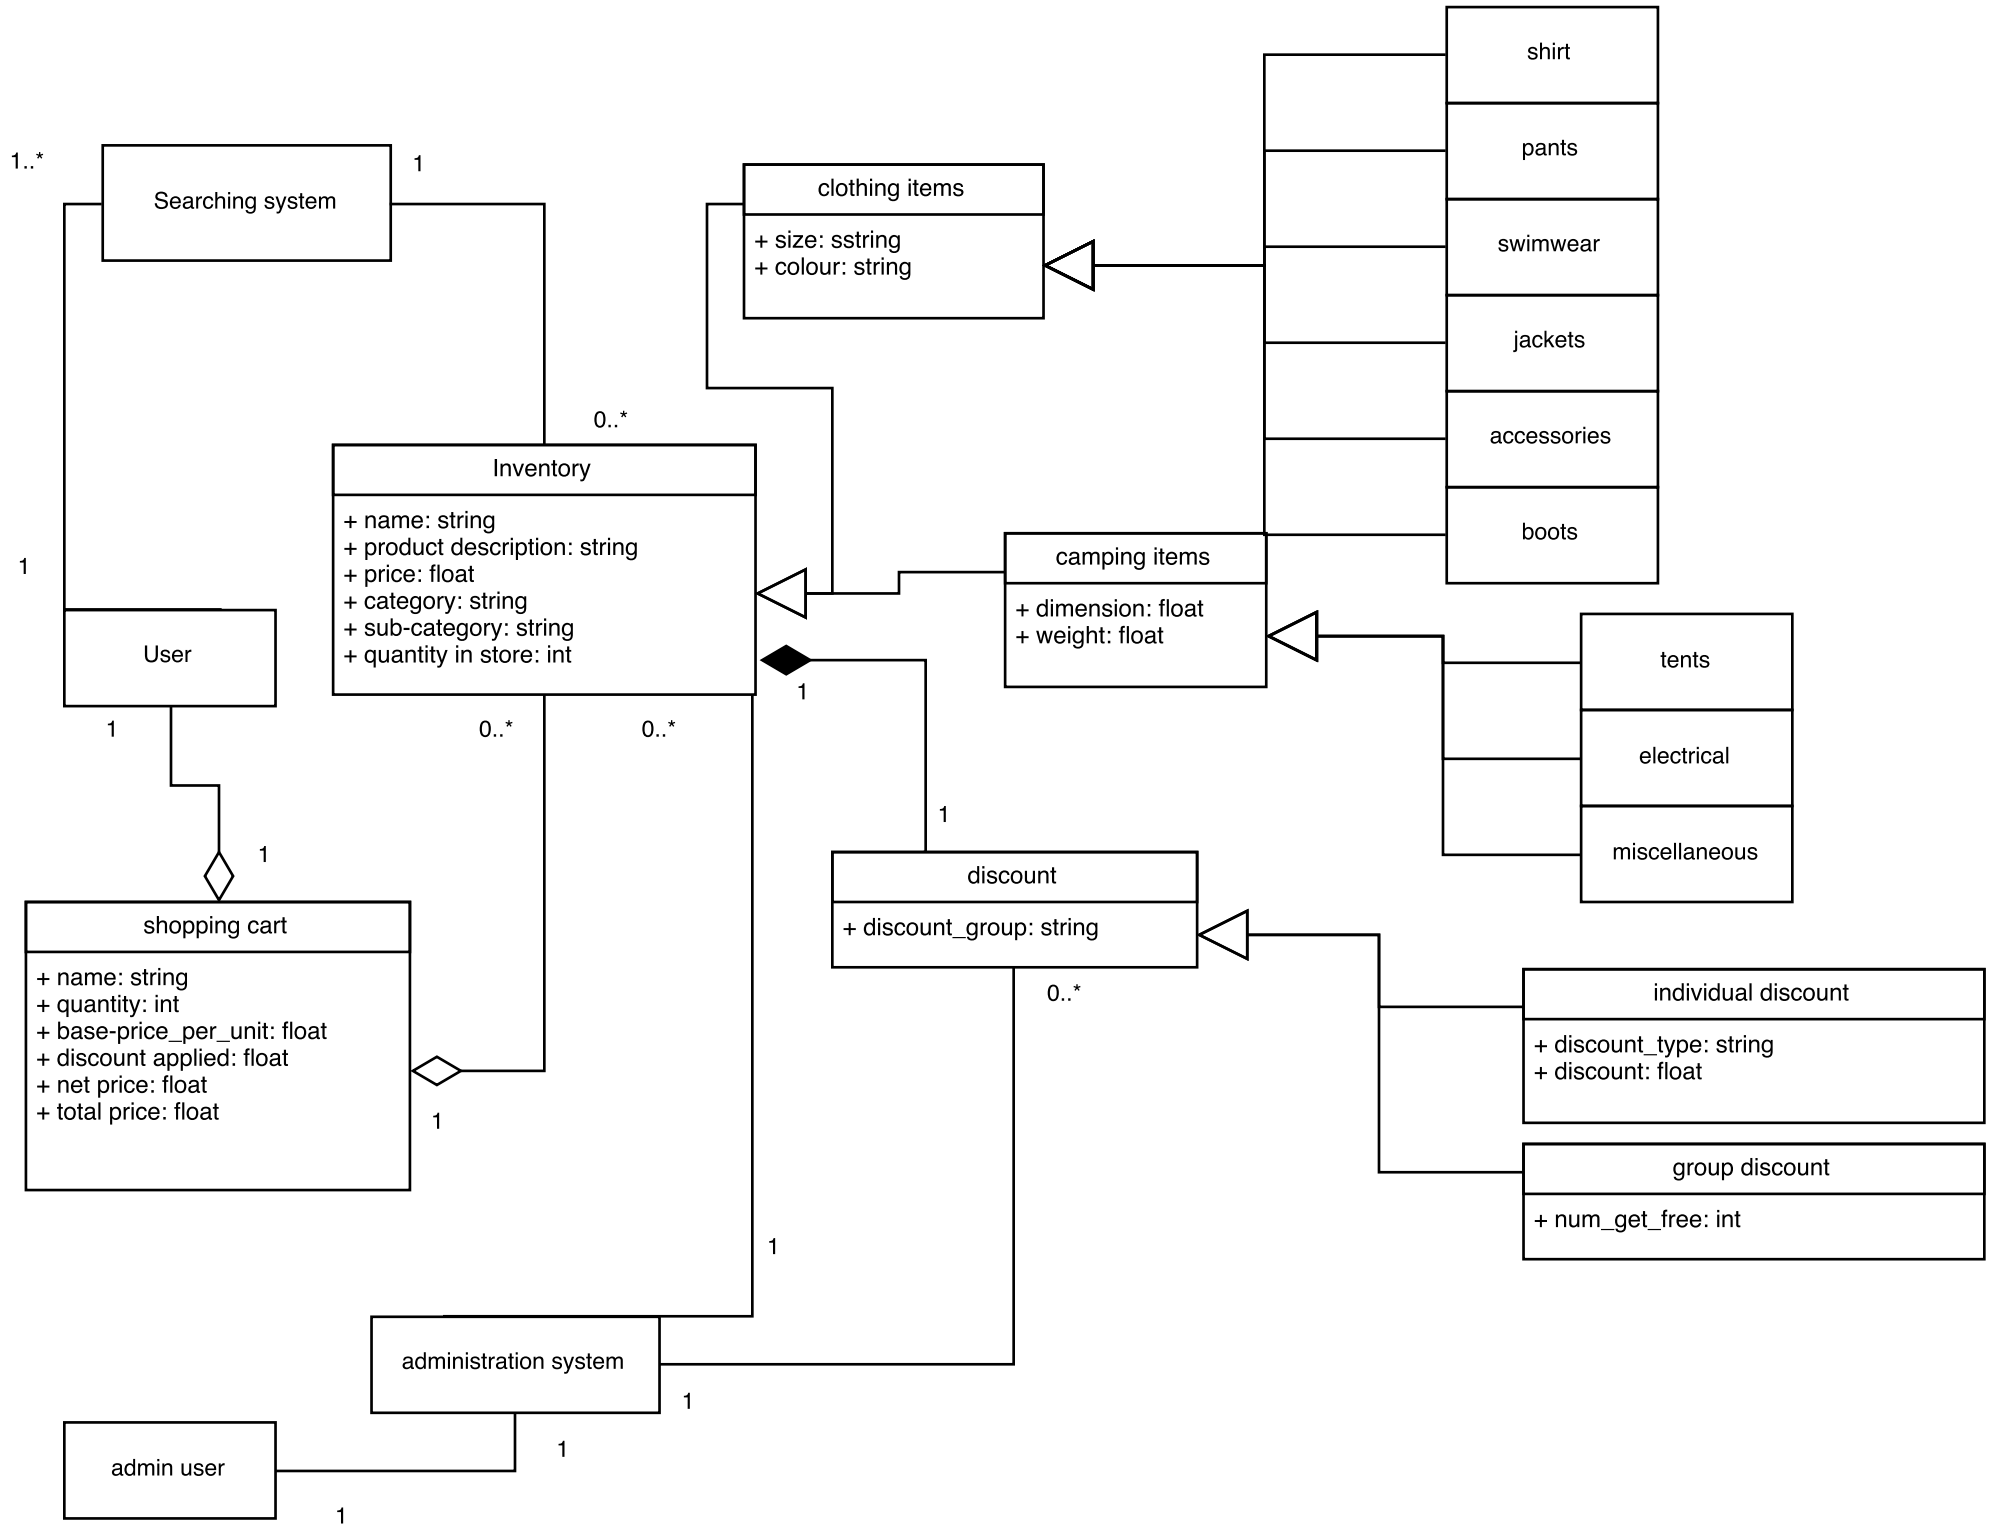 shirt
pants
swimwear
jackets
accessories
boots
1..*
Searching system
1
clothing items
+ size: sstring
+ colour: string
0..*
Inventory
+ name: string
+ product description: string
+ price: float
+ category: string
+ sub-category: string
+ quantity in store: int
camping items
+ dimension: float
+ weight: float
1
User
1
0..*
0..*
1
tents
electrical
miscellaneous
1
1
discount
+ discount_group: string
0..*
shopping cart
+ name: string
+ quantity: int
+ base-price_per_unit: float
+ discount applied: float
+ net price: float
+ total price: float
1
individual discount
+ discount_type: string
+ discount: float
group discount
+ num_get_free: int
1
administration system
1
1
admin user
1